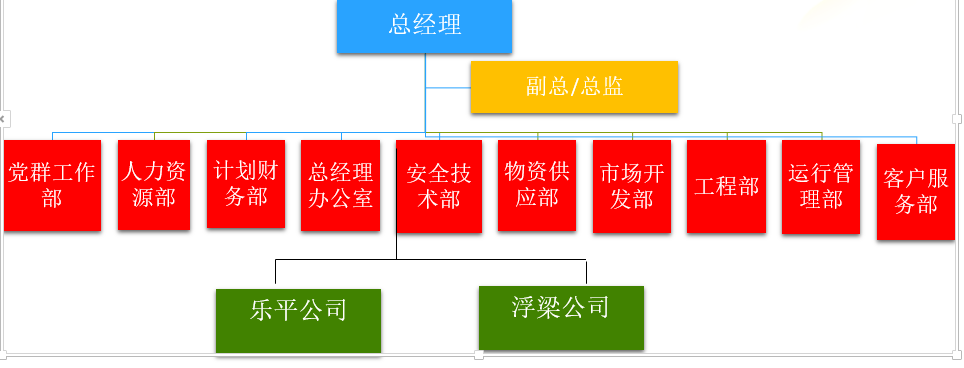 总经理
副总/总监
党群工作
部
人力资
源部
计划财
务部
总经理
办公室
安全技
术部
物资供
应部
市场开
发部
工程部
运行管
理部
客户服
务部
乐平公司
浮梁公司